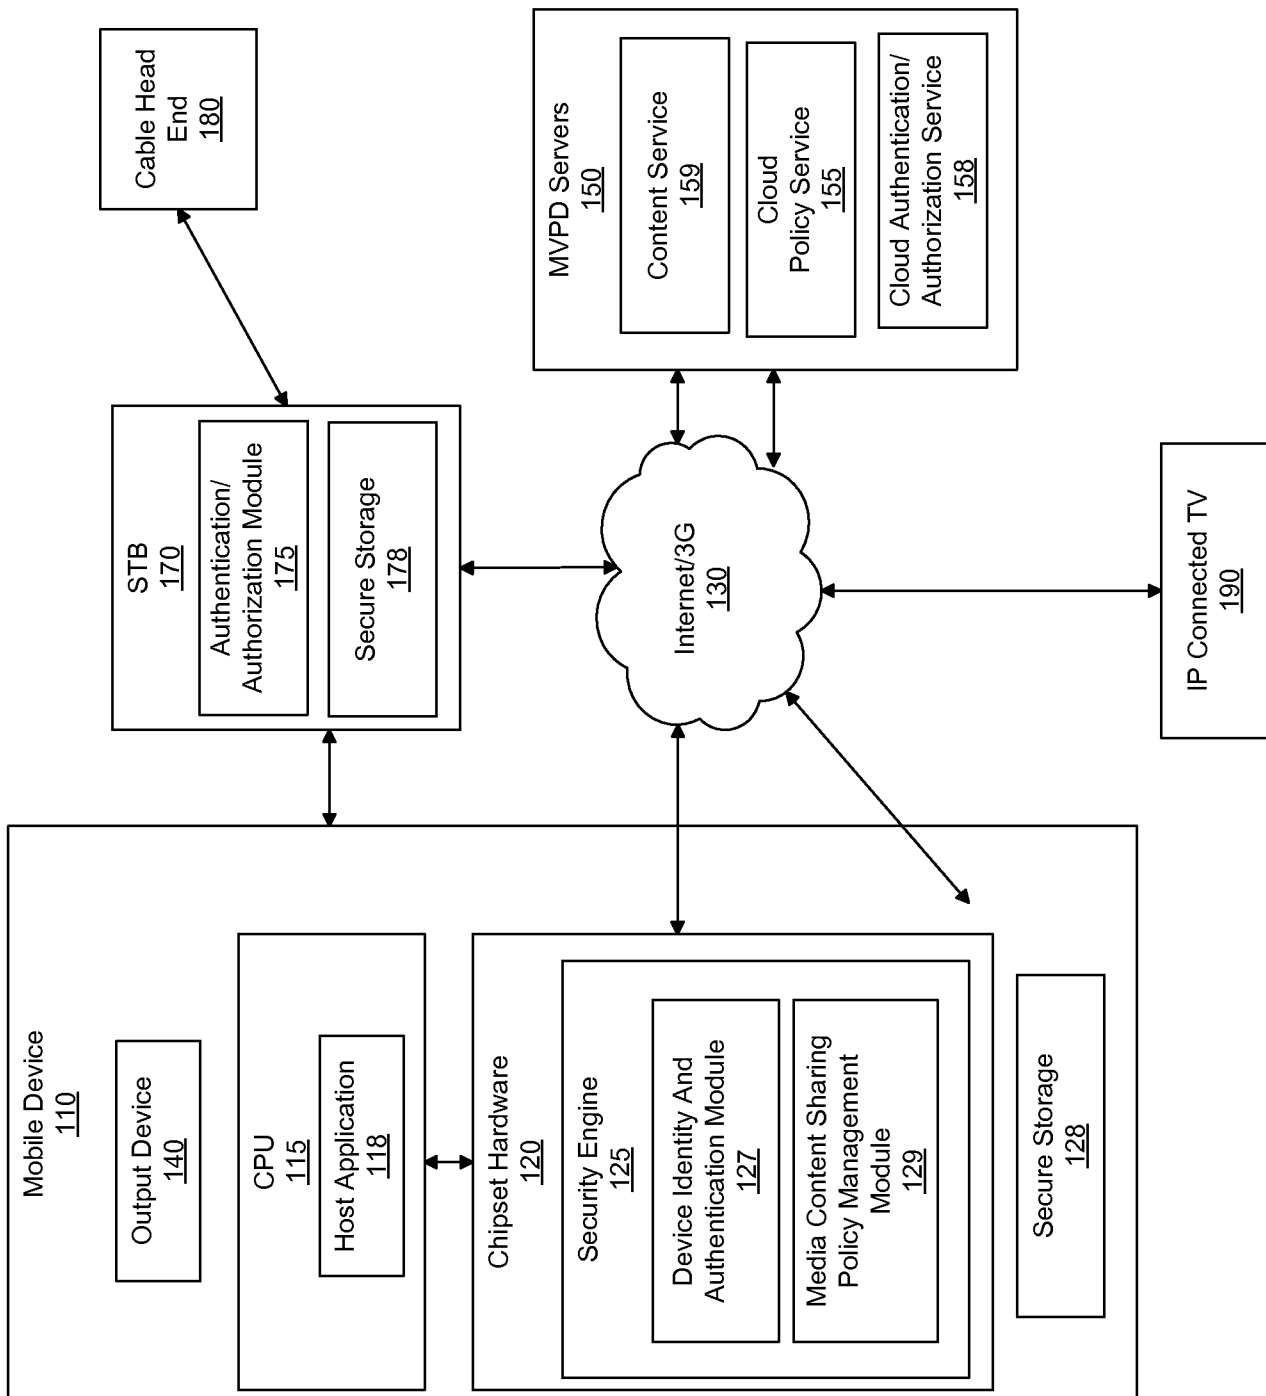 Mobile Device
110
Output Device
140
CPU
115
Host Application
118
Chipset Hardware
120
Security Engine
125
Device Identity And
Authentication Module
127
Media Content Sharing
Policy Management
Module
129
Secure Storage
128
STB
170
Authentication/
Authorization Module
175
Secure Storage
178
Internet/3G
130
Cable Head
End
180
MVPD Servers
150
Content Service
159
Cloud
Policy Service
155
Cloud Authentication/
Authorization Service
158
IP Connected TV
190